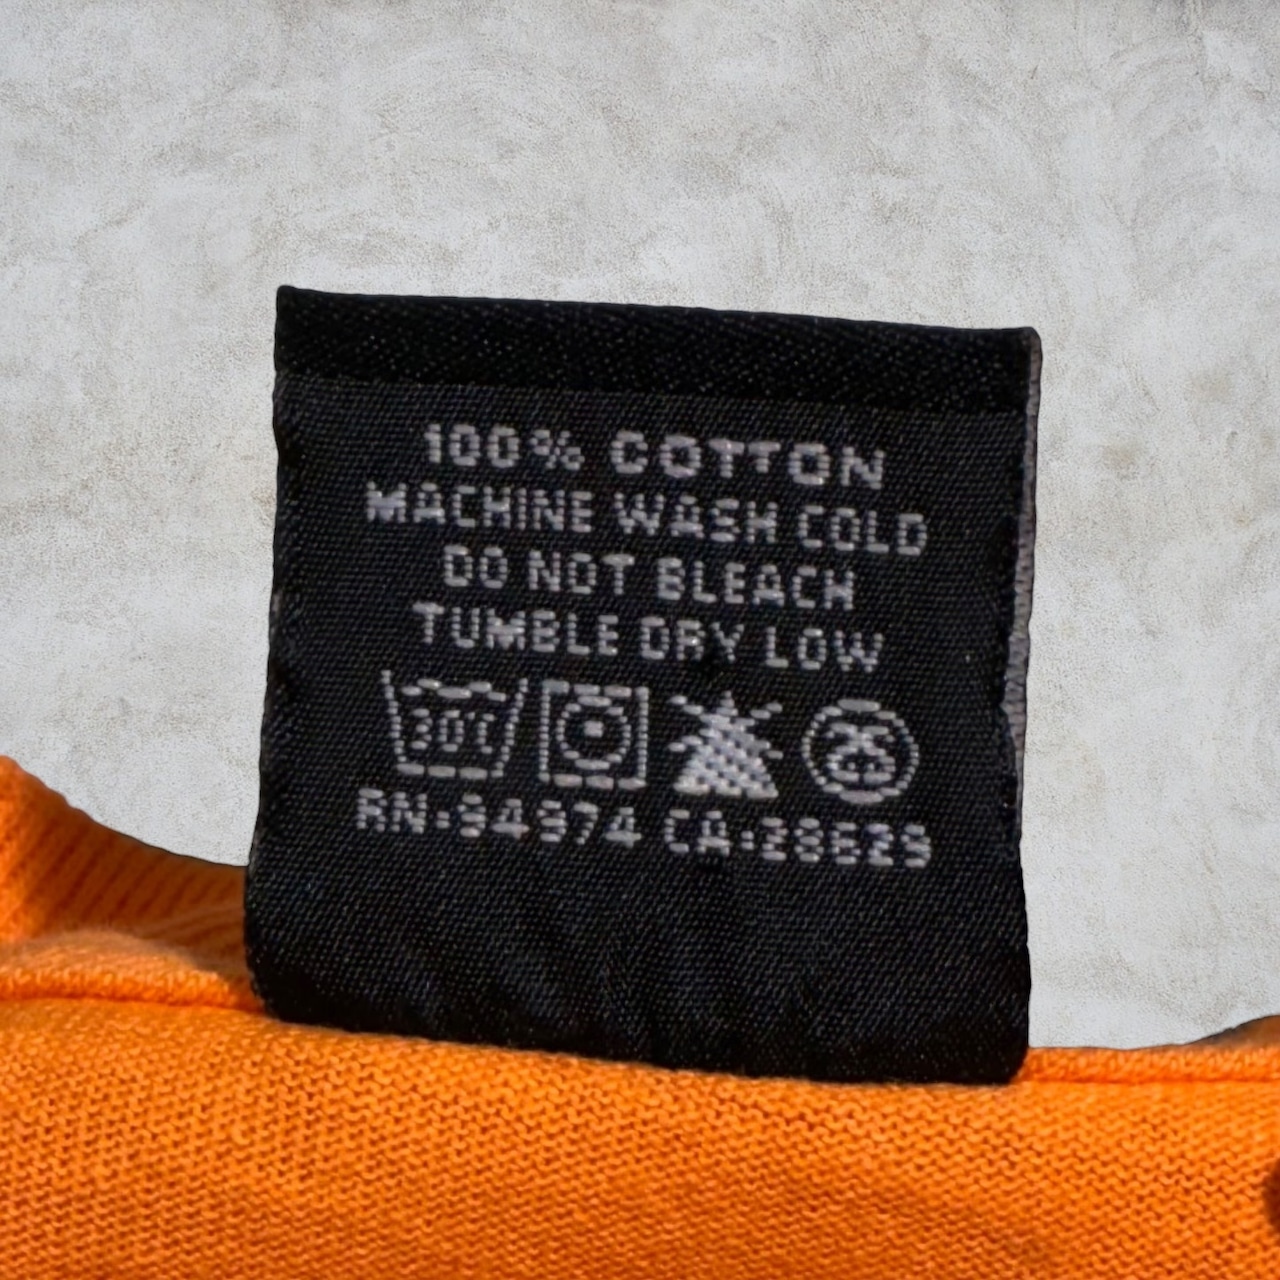 100% COTTON
MACHINE WASH COLD
DO NOT BLEACH
TUMBLE DRY LOW
30℃
RN:94974 CA:28629